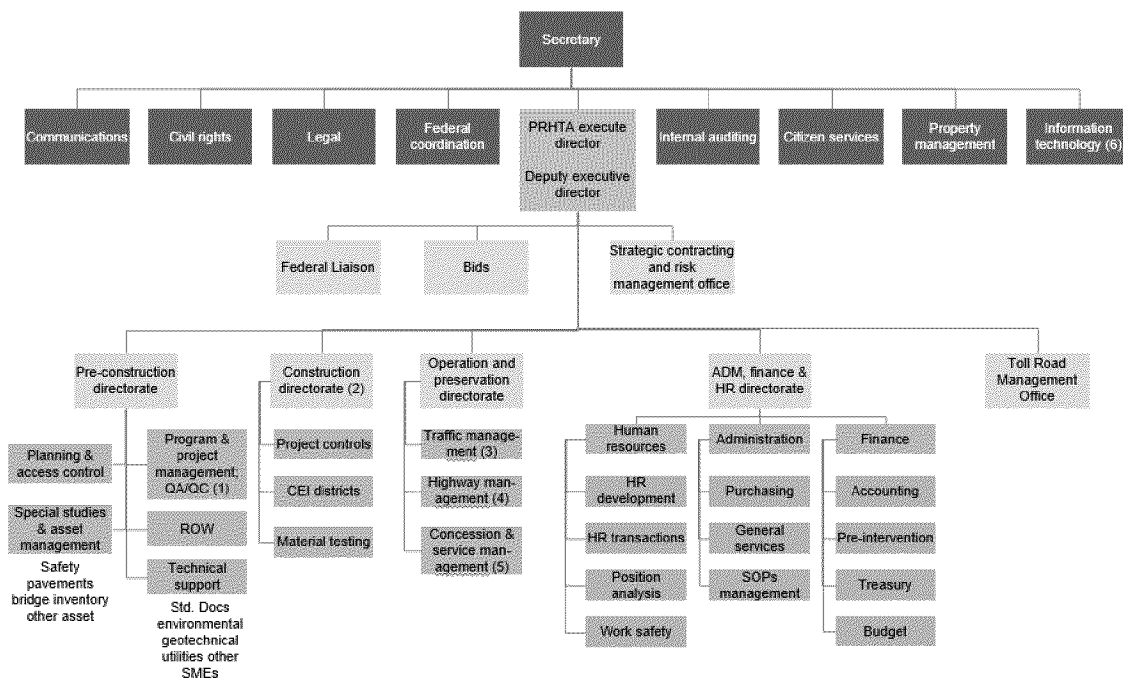 Secretary
Communications
Civil rights
Legal
Federal
coordination
PRHTA execute
director
Deputy executive
director
Internal auditing
Citizen services
Property
management
Information
technology (6)
Federal Liaison
Bids
Strategic contracting
and risk
management office
Pre-construction
directorate
Construction
directorate (2)
Operation and
preservation
directorate
ADM, finance &
HR directorate
Toll Road
Management
Office
Planning &
access control
Special studies
& asset
management
Safety
pavements
bridge inventory
other asset
Program &
project
management;
QA/QC (1)
ROW
Technical
support
Std. Docs
environmental
geotechnical
utilities other
SMEs
Project controls
CEI districts
Material testing
Traffic manage-
ment (3)
Highway man-
agement (4)
Concession &
service man-
agement (5)
Human
resources
HR
development
HR transactions
Position
analysis
Work safety
Administration
Purchasing
General
services
SOPs
management
Finance
Accounting
Pre-intervention
Treasury
Budget